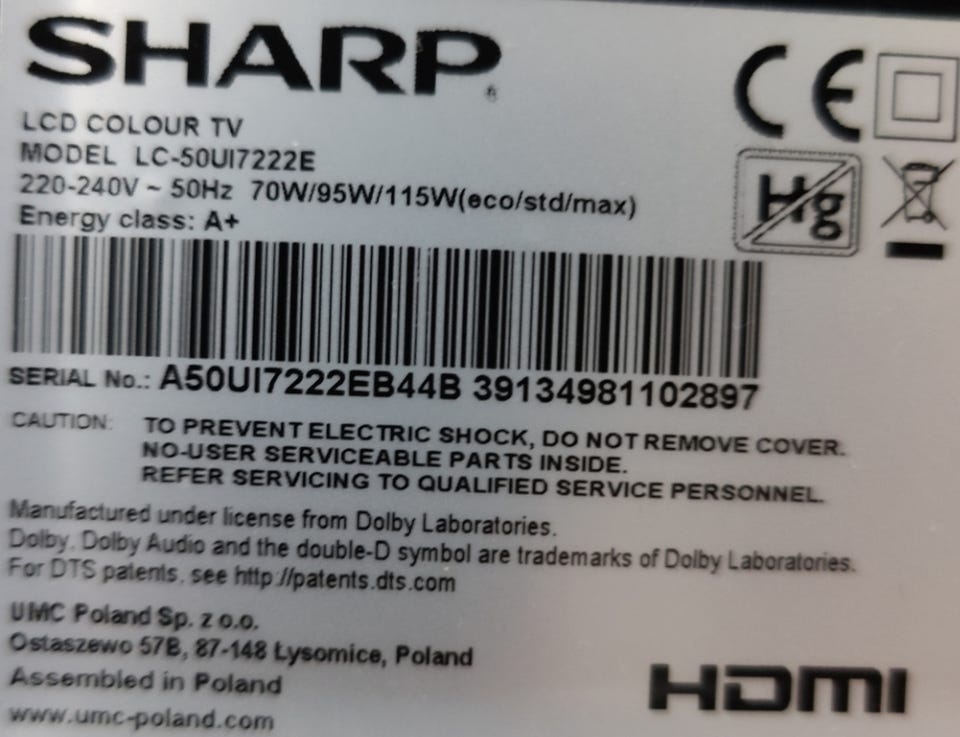 SHARP
LCD COLOUR TV
MODEL LC-50UI7222E
220-240V ~ 50Hz 70W/95W/115W(eco/std/max)
Energy class: A+
CE
Hg
SERIAL No.: A50UI7222EB44B 39134981102897
CAUTION: TO PREVENT ELECTRIC SHOCK, DO NOT REMOVE COVER.
NO-USER SERVICEABLE PARTS INSIDE.
REFER SERVICING TO QUALIFIED SERVICE PERSONNEL.
Manufactured under license from Dolby Laboratories.
Dolby, Dolby Audio and the double-D symbol are trademarks of Dolby Laboratories.
For DTS patents, see http://patents.dts.com
UMC Poland Sp. z o.o.
Ostaszewo 57B, 87-148 Łysomice, Poland
Assembled in Poland
www.umc-poland.com
HDMI